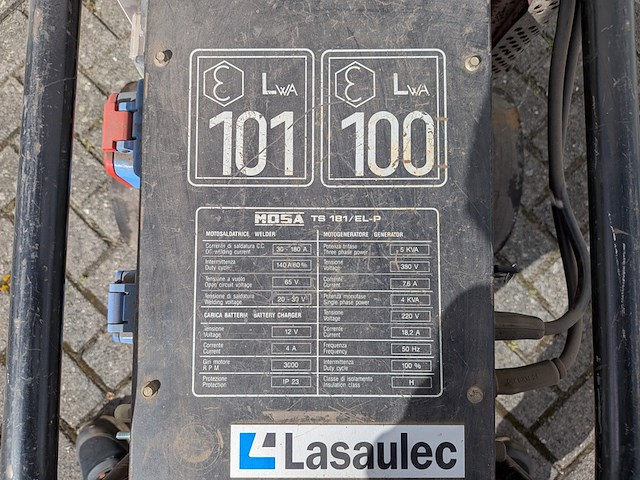 LWA
101
LWA
100
MOSA TS 181/EL-P
MOTOSALDATRICE WELDER
Corrente di saldatura C.C.
DC welding current
30 - 180 A
Intermittenza
Duty cycle
140 A 60 %
Tensione a vuoto
Open circuit voltage
65 V
Tensione di saldatura
Welding voltage
20 - 30 V
CARICA BATTERIA BATTERY CHARGER
Tensione
Voltage
12 V
Corrente
Current
4 A
Giri motore
R P M
3000
Protezione
Protection
IP 23
MOTOGENERATORE GENERATOR
Potenza trifase
Three phase power
5 KVA
Tensione
Voltage
380 V
Corrente
Current
7,6 A
Potenza monofase
Single phase power
4 KVA
Tensione
Voltage
220 V
Corrente
Current
18,2 A
Frequenza
Frequency
50 Hz
Intermittenza
Duty cycle
100 %
Classe di isolamento
Insulation class
H
Lasaulec